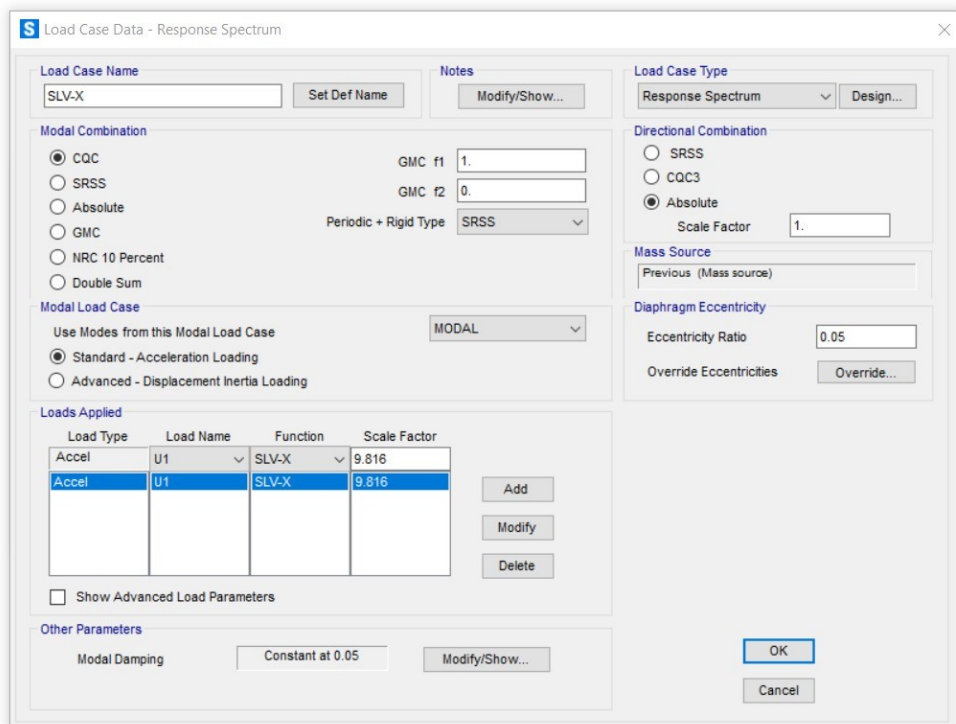 S Load Case Data - Response Spectrum
Load Case Name
SLV-X
Set Def Name
Notes
Modify/Show...
Load Case Type
Response Spectrum
Design...
Modal Combination
CQC
SRSS
Absolute
GMC
NRC 10 Percent
Double Sum
GMC f1
1.
GMC f2
0.
Periodic + Rigid Type
SRSS
Directional Combination
SRSS
CQC3
Absolute
Scale Factor
1.
Mass Source
Previous (Mass source)
Modal Load Case
Use Modes from this Modal Load Case
MODAL
Standard - Acceleration Loading
Advanced - Displacement Inertia Loading
Diaphragm Eccentricity
Eccentricity Ratio
0.05
Override Eccentricities
Override...
Loads Applied
Load Type Load Name Function Scale Factor
Accel U1 SLV-X 9.816
Accel U1 SLV-X 9.816
Add
Modify
Delete
Show Advanced Load Parameters
Other Parameters
Modal Damping
Constant at 0.05
Modify/Show...
OK
Cancel